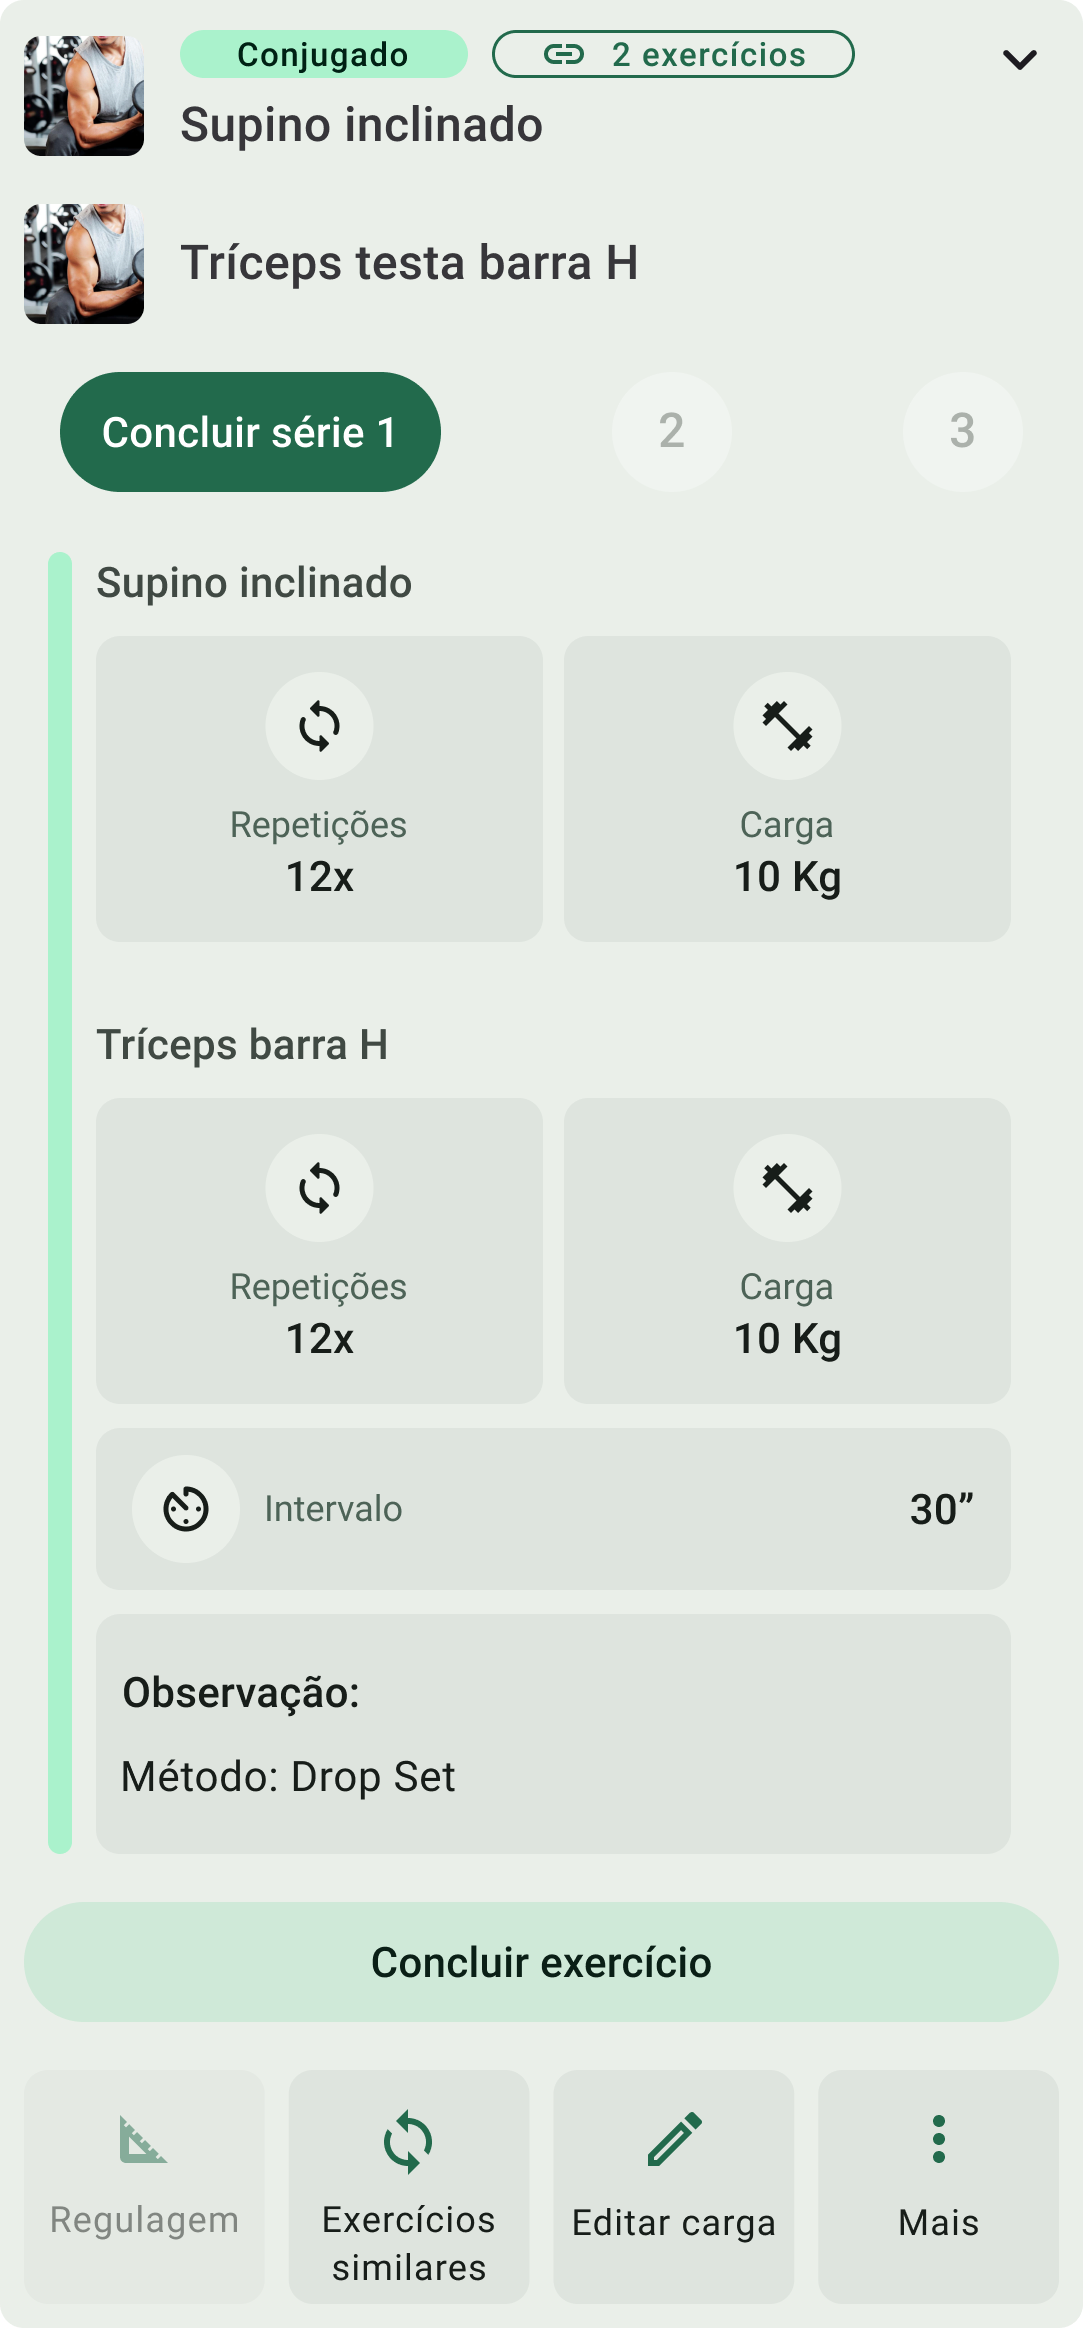 Conjugado
2 exercícios
Supino inclinado
Tríceps testa barra H
Concluir série 1
2
3
Supino inclinado
Repetições
12x
Carga
10 Kg
Tríceps barra H
Repetições
12x
Carga
10 Kg
Intervalo
30”
Observação:
Método: Drop Set
Concluir exercício
Regulagem
Exercícios
similares
Editar carga
Mais